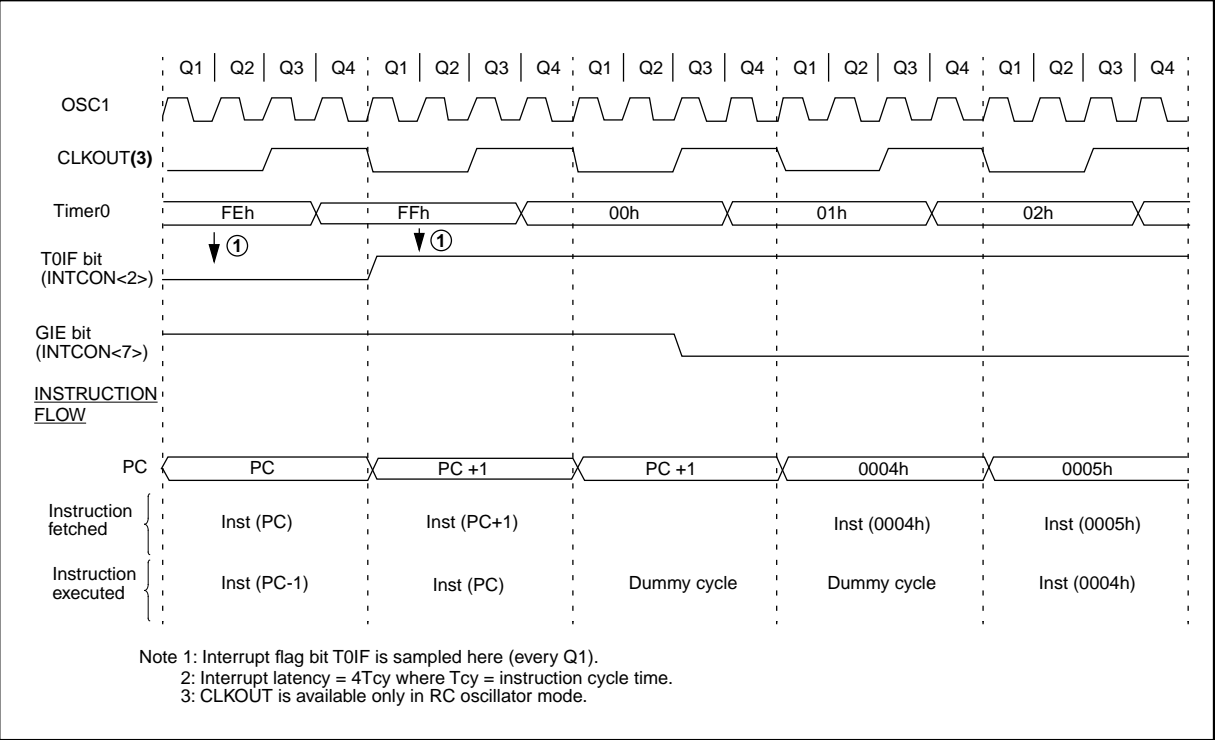 Q1 Q2 Q3 Q4 Q1 Q2 Q3 Q4 Q1 Q2 Q3 Q4 Q1 Q2 Q3 Q4 Q1 Q2 Q3 Q4
OSC1
CLKOUT(3)
Timer0 FEh FFh 00h 01h 02h
1 1
T0IF bit
(INTCON<2>)
GIE bit
(INTCON<7>)
INSTRUCTION
FLOW
PC PC PC +1 PC +1 0004h 0005h
Instruction
fetched
Inst (PC) Inst (PC+1) Inst (0004h) Inst (0005h)
Instruction
executed
Inst (PC-1) Inst (PC) Dummy cycle Dummy cycle Inst (0004h)
Note 1: Interrupt flag bit T0IF is sampled here (every Q1).
2: Interrupt latency = 4Tcy where Tcy = instruction cycle time.
3: CLKOUT is available only in RC oscillator mode.